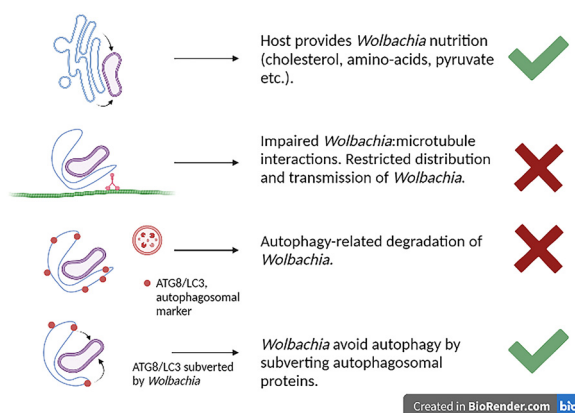 Host provides Wolbachia nutrition
(cholesterol, amino-acids, pyruvate
etc.).
Impaired Wolbachia:microtubule
interactions. Restricted distribution
and transmission of Wolbachia.
Autophagy-related degradation of
Wolbachia.
ATG8/LC3,
autophagosomal
marker
Wolbachia avoid autophagy by
subverting autophagosomal
proteins.
ATG8/LC3 subverted
by Wolbachia
Created in BioRender.com